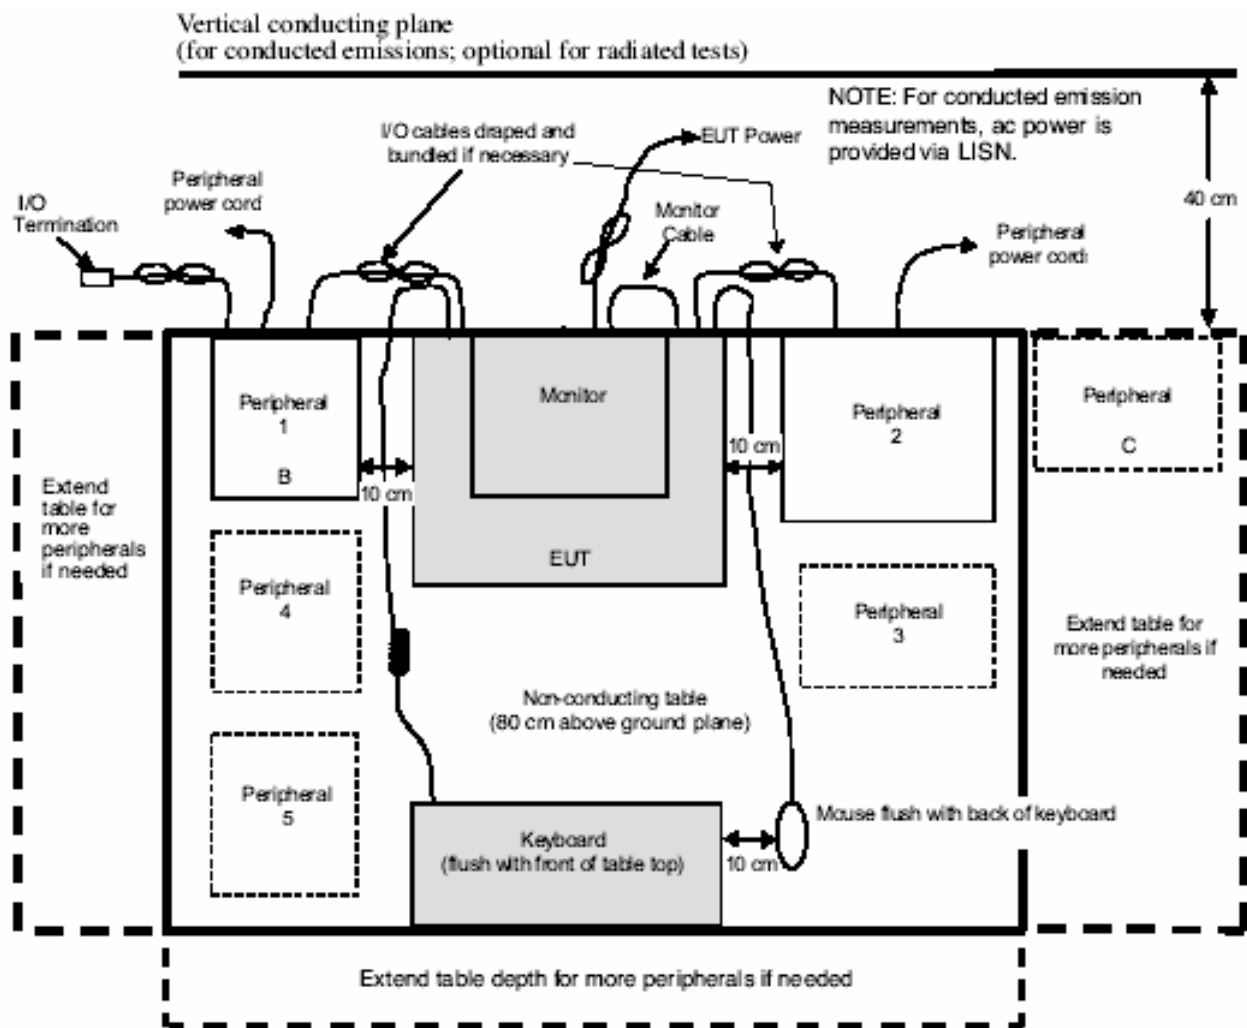 Vertical conducting plane
(for conducted emissions; optional for radiated tests)
NOTE: For conducted emission
measurements, ac power is
provided via LISN.
I/O cables draped and
bundled if necessary
EUT Power
40 cm
Peripheral
power cord
I/O
Termination
Monitor
Cable
Peripheral
power cord
Peripheral
1
B
Monitor
Peripheral
2
Peripheral
C
10 cm
10 cm
EUT
Extend
table for
more
peripherals
if needed
Peripheral
4
Peripheral
3
Extend table for
more peripherals if
needed
Non-conducting table
(80 cm above ground plane)
Peripheral
5
Mouse flush with back of keyboard
Keyboard
(flush with front of table top)
10 cm
Extend table depth for more peripherals if needed